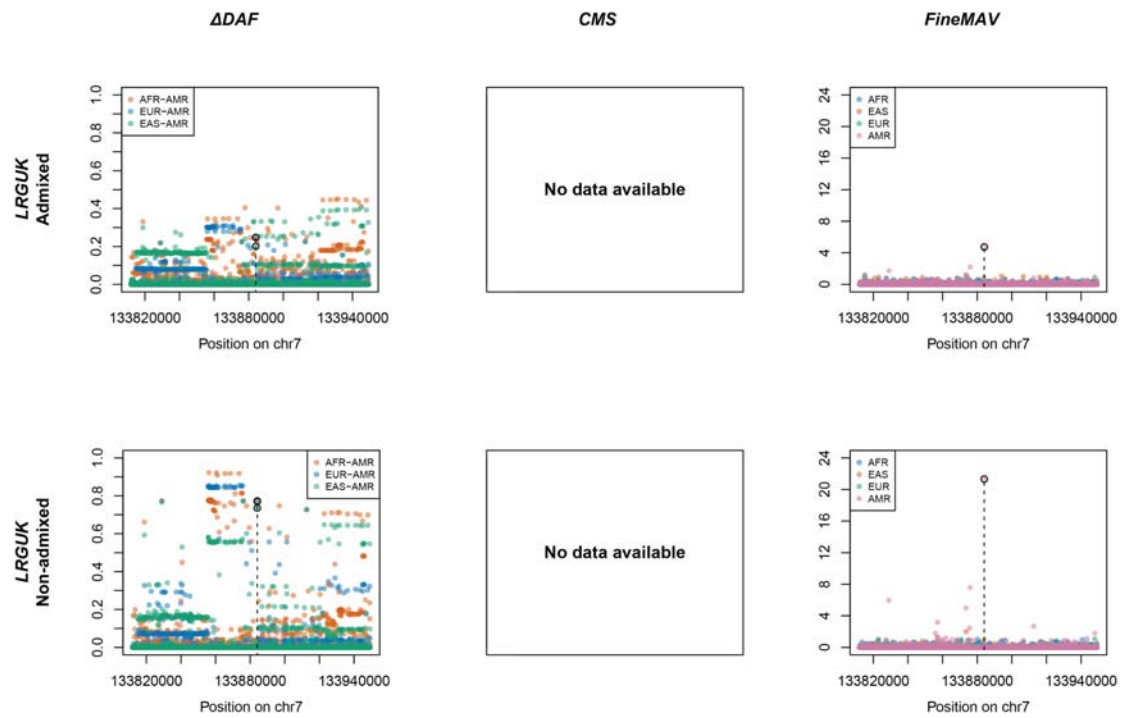 ΔDAF
CMS
FineMAV
LRGUK
Admixed
1.0
0.8
0.6
0.4
0.2
0.0
AFR−AMR
EUR−AMR
EAS−AMR
133820000 133880000 133940000
Position on chr7
No data available
24
20
16
12
8
4
0
AFR
EAS
EUR
AMR
133820000 133880000 133940000
Position on chr7
LRGUK
Non-admixed
1.0
0.8
0.6
0.4
0.2
0.0
AFR−AMR
EUR−AMR
EAS−AMR
133820000 133880000 133940000
Position on chr7
No data available
24
20
16
12
8
4
0
AFR
EAS
EUR
AMR
133820000 133880000 133940000
Position on chr7